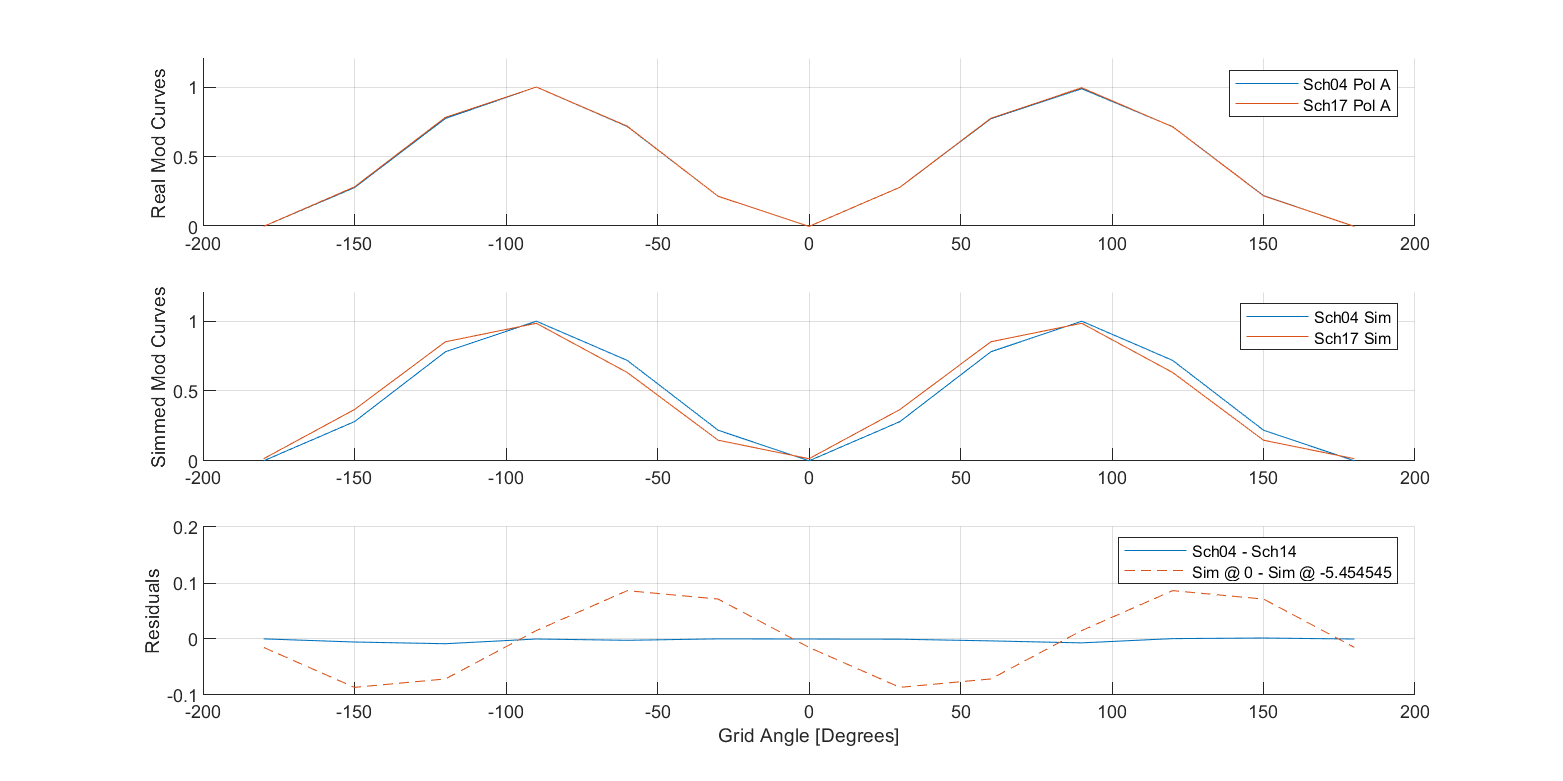 Real Mod Curves
1
0.5
0
-200 -150 -100 -50 0 50 100 150 200
Sch04 Pol A
Sch17 Pol A
Simmed Mod Curves
1
0.5
0
-200 -150 -100 -50 0 50 100 150 200
Sch04 Sim
Sch17 Sim
Residuals
0.2
0.1
0
-0.1
-200 -150 -100 -50 0 50 100 150 200
Sch04 - Sch14
Sim @ 0 - Sim @ -5.454545
Grid Angle [Degrees]